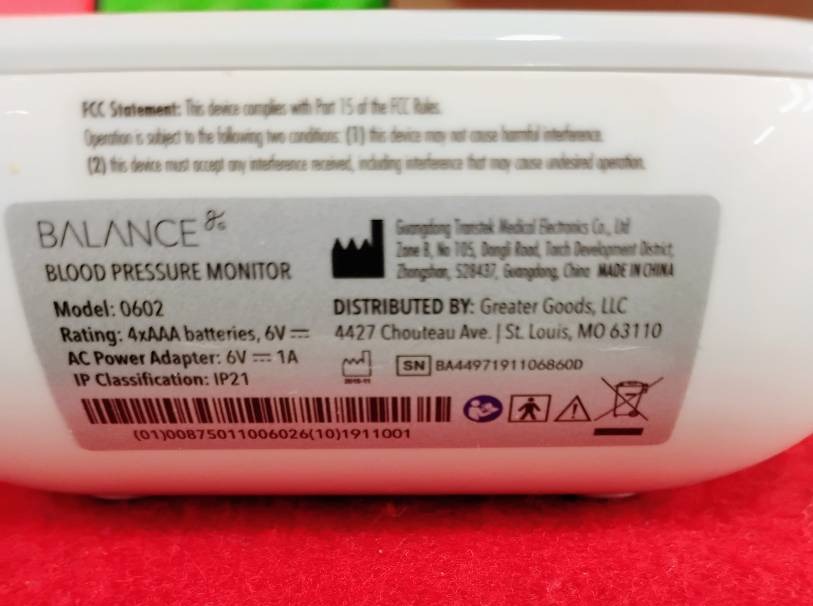 FCC Statement: This device complies with Part 15 of the FCC Rules.
Operation is subject to the following two conditions: (1) this device may not cause harmful interference.
(2) this device must accept any interference received, including interference that may cause undesired operation.
BALANCE
BLOOD PRESSURE MONITOR
Model: 0602
Rating: 4xAAA batteries, 6V
AC Power Adapter: 6V 1A
IP Classification: IP21
Guangdong Transtek Medical Electronics Co., Ltd
Zone B, No 105, Dongli Road, Torch Development District,
Zhongshan, 528437, Guangdong, China MADE IN CHINA
DISTRIBUTED BY: Greater Goods, LLC
4427 Chouteau Ave. | St. Louis, MO 63110
SN BA4497191106860D
(01)00875011006026(10)1911001